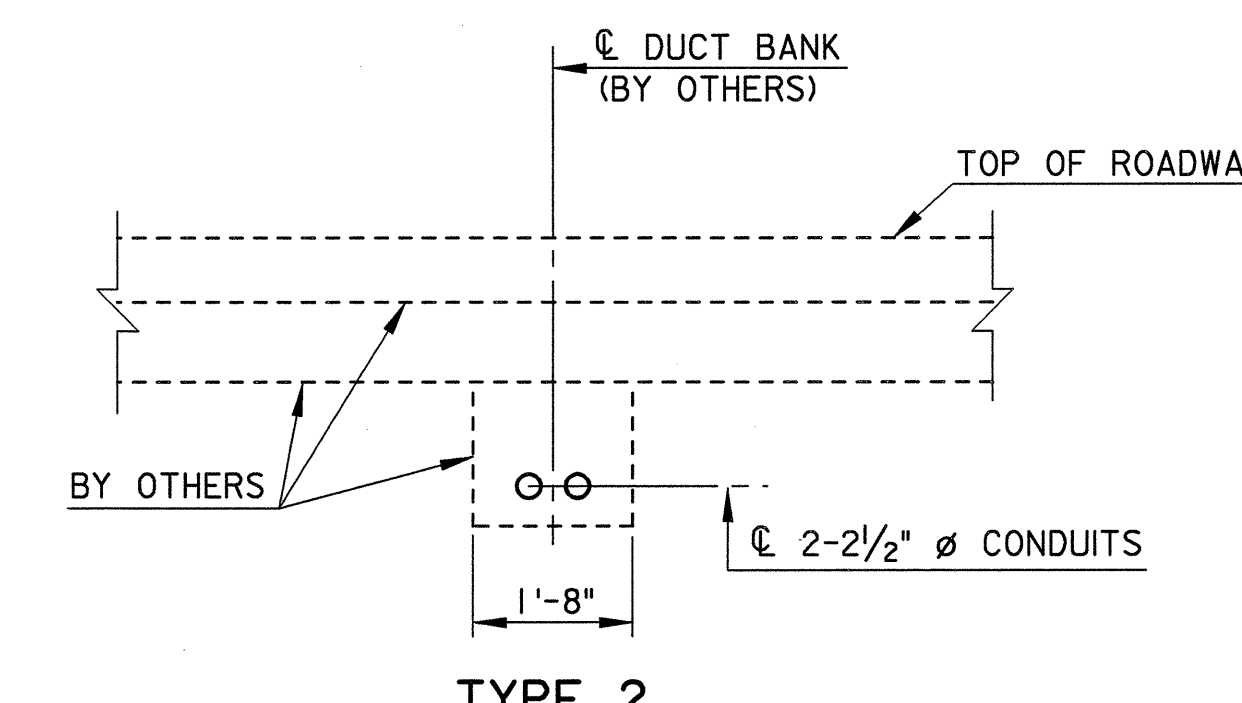 ℄ DUCT BANK
(BY OTHERS)
TOP OF ROADWA
BY OTHERS
℄ 2-2½" ø CONDUITS
1'-8"
TYPE 2